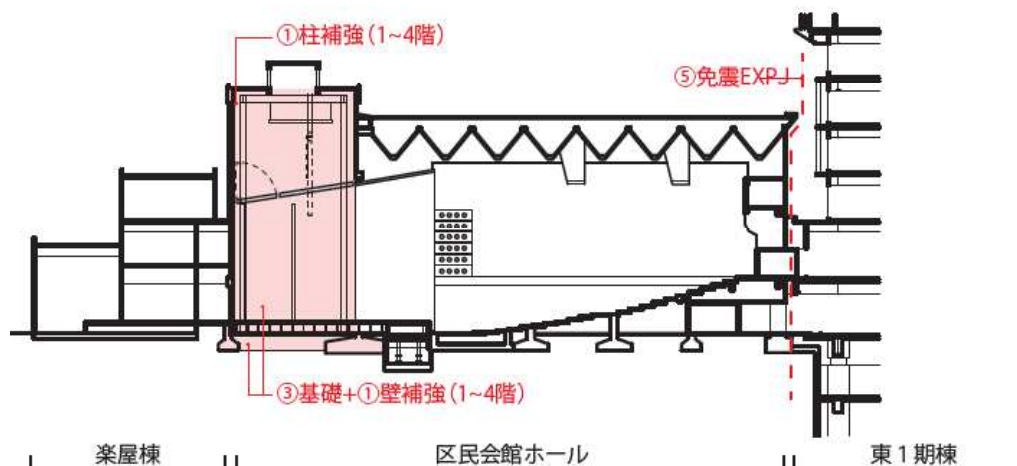 ①柱補強(1~4階)
⑤免震EXPJ
③基礎+①壁補強(1~4階)
楽屋棟
区民会館ホール
東1期棟